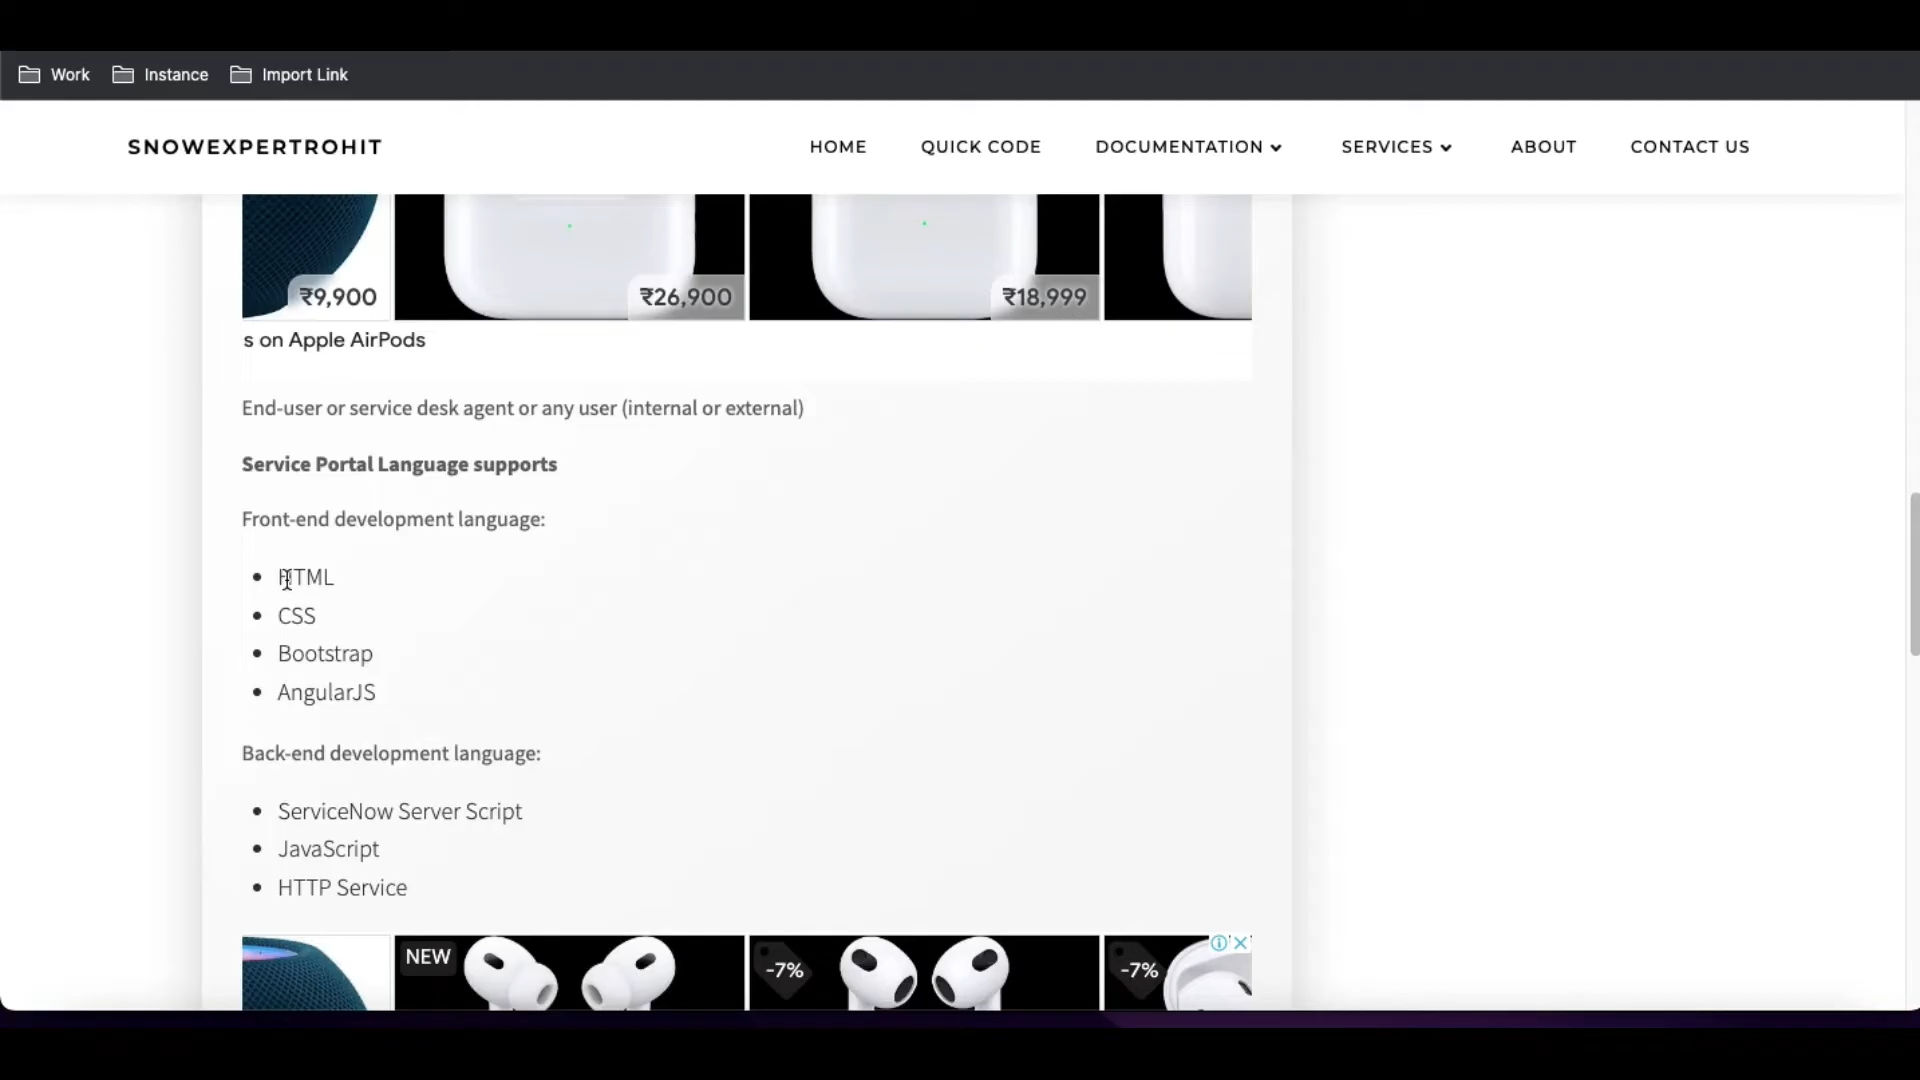 Work Instance Import Link
SNOWEXPERTROHIT HOME QUICK CODE DOCUMENTATION SERVICES ABOUT CONTACT US
₹9,900 ₹26,900 ₹18,999
s on Apple AirPods
End-user or service desk agent or any user (internal or external)
Service Portal Language supports
Front-end development language:
HTML
CSS
Bootstrap
AngularJS
Back-end development language:
ServiceNow Server Script
JavaScript
HTTP Service
NEW -7% -7%